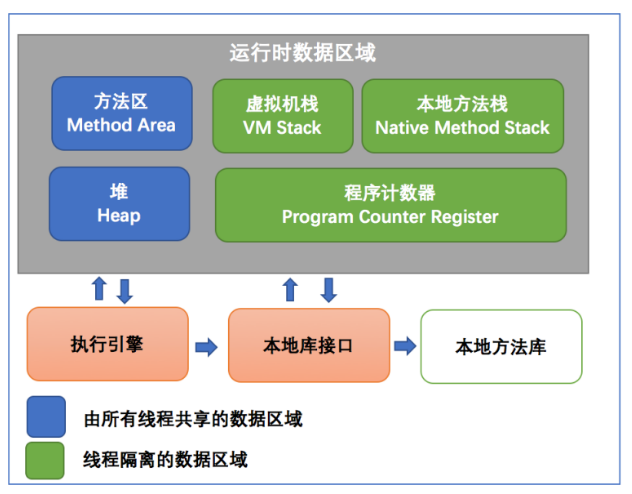 运行时数据区域
方法区
Method Area
虚拟机栈
VM Stack
本地方法栈
Native Method Stack
堆
Heap
程序计数器
Program Counter Register
执行引擎
本地库接口
本地方法库
由所有线程共享的数据区域
线程隔离的数据区域